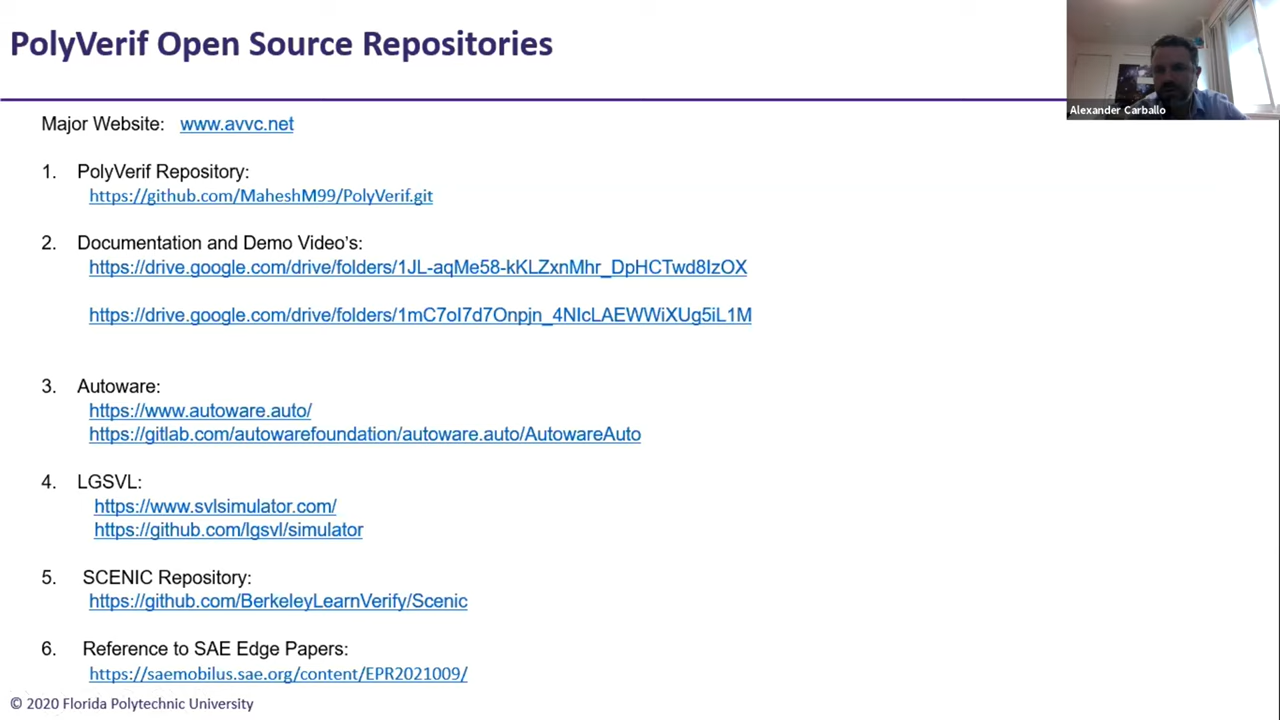 PolyVerif Open Source Repositories
Alexander Carballo
Major Website: www.avvc.net
1. PolyVerif Repository:
https://github.com/MaheshM99/PolyVerif.git
2. Documentation and Demo Video's:
https://drive.google.com/drive/folders/1JL-aqMe58-kKLZxnMhr_DpHCTwd8IzOX
https://drive.google.com/drive/folders/1mC7oI7d7Onpjn_4NIcLAEWWiXUg5iL1M
3. Autoware:
https://www.autoware.auto/
https://gitlab.com/autowarefoundation/autoware.auto/AutowareAuto
4. LGSVL:
https://www.svlsimulator.com/
https://github.com/lgsvl/simulator
5. SCENIC Repository:
https://github.com/BerkeleyLearnVerify/Scenic
6. Reference to SAE Edge Papers:
https://saemobilus.sae.org/content/EPR2021009/
© 2020 Florida Polytechnic University